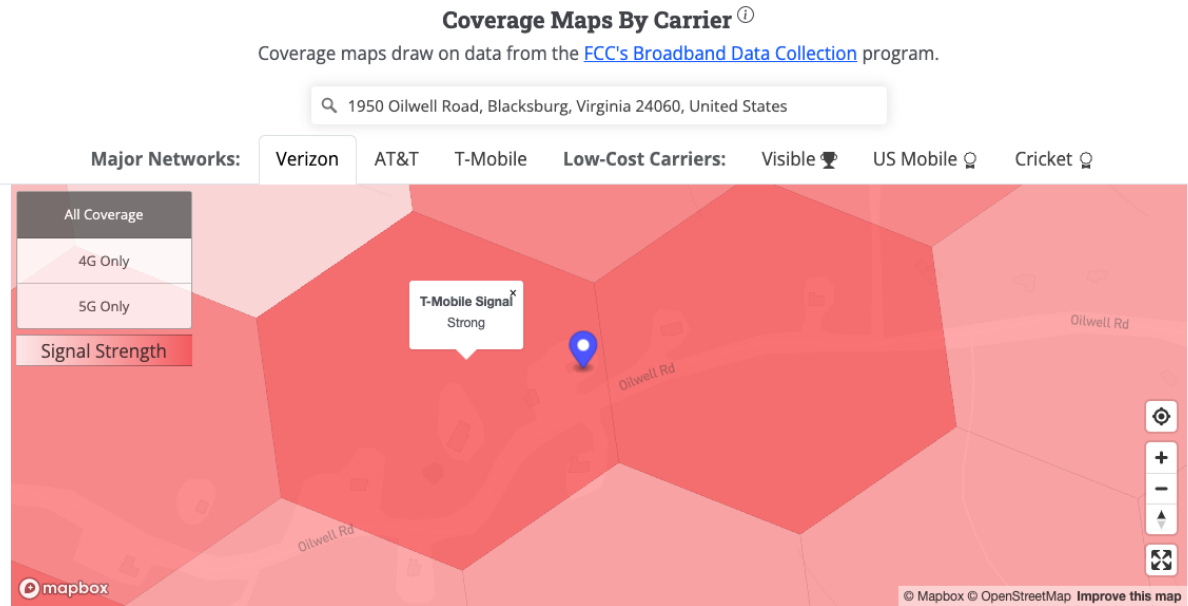 Coverage Maps By Carrier
Coverage maps draw on data from the FCC's Broadband Data Collection program.
1950 Oilwell Road, Blacksburg, Virginia 24060, United States
Major Networks: Verizon AT&T T-Mobile Low-Cost Carriers: Visible US Mobile Cricket
All Coverage
4G Only
5G Only
Signal Strength
T-Mobile Signal ×
Strong
Oilwell Rd
Oilwell Rd
Oilwell Rd
mapbox
© Mapbox © OpenStreetMap Improve this map